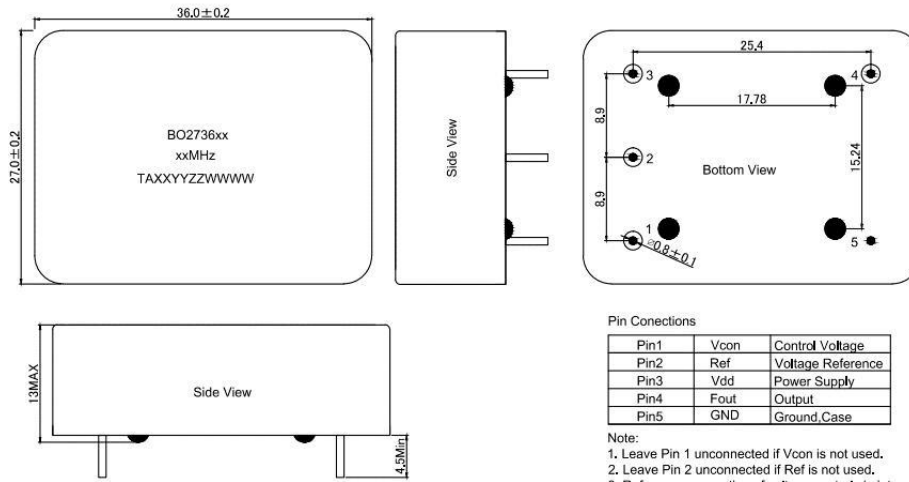 36.0±0.2
27.0±0.2
BO2736xx
xxMHz
TAXXYYZZWWWW
Side View
25.4
3
4
17.78
8.9
2
15.24
Bottom View
8.9
1
5
⌀0.8±0.1
13MAX
Side View
4.5Min
Pin Conections
Pin1 Vcon Control Voltage
Pin2 Ref Voltage Reference
Pin3 Vdd Power Supply
Pin4 Fout Output
Pin5 GND Ground,Case
Note:
1. Leave Pin 1 unconnected if Vcon is not used.
2. Leave Pin 2 unconnected if Ref is not used.